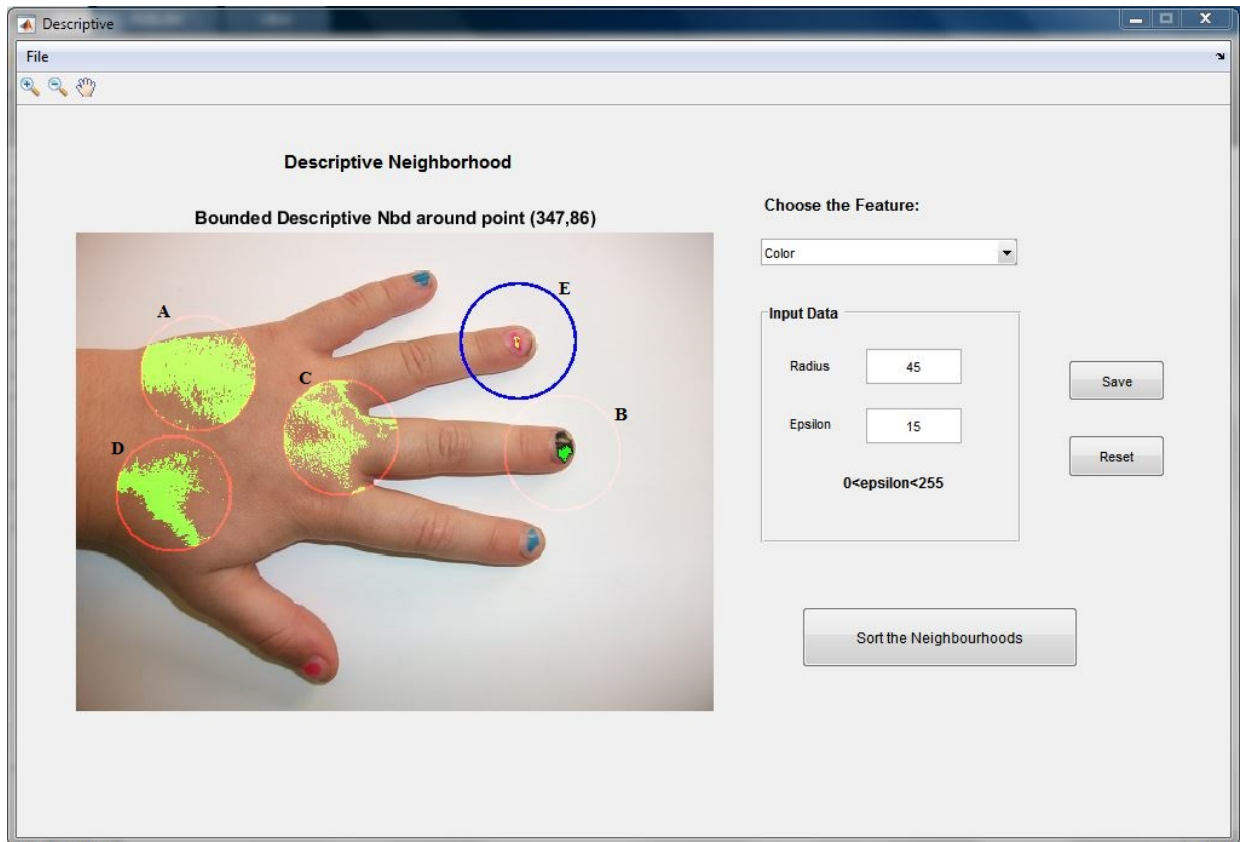 Descriptive
File
Descriptive Neighborhood
Bounded Descriptive Nbd around point (347,86)
A
E
C
B
D
Choose the Feature:
Color
Input Data
Radius
45
Epsilon
15
0<epsilon<255
Save
Reset
Sort the Neighbourhoods